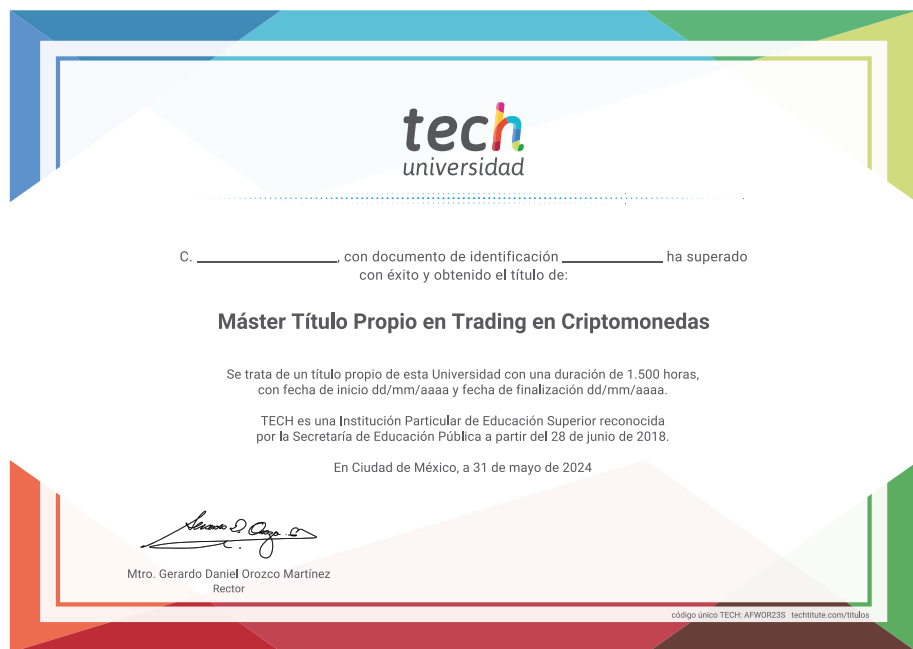 tech
universidad
C. ____________________, con documento de identificación ______________ ha superado
con éxito y obtenido el título de:
Máster Título Propio en Trading en Criptomonedas
Se trata de un título propio de esta Universidad con una duración de 1.500 horas,
con fecha de inicio dd/mm/aaaa y fecha de finalización dd/mm/aaaa.
TECH es una Institución Particular de Educación Superior reconocida
por la Secretaría de Educación Pública a partir del 28 de junio de 2018.
En Ciudad de México, a 31 de mayo de 2024
Mtro. Gerardo Daniel Orozco Martínez
Rector
código único TECH: AFWOR23S techtitute.com/titulos